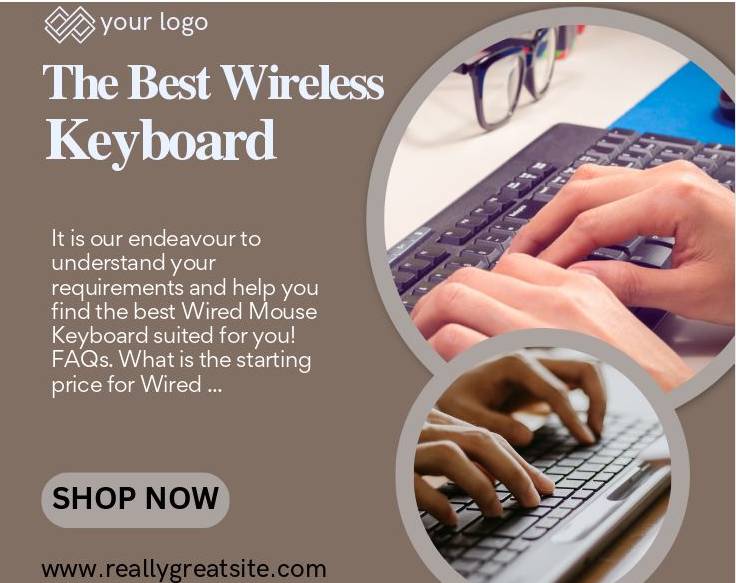 your logo
The Best Wireless
Keyboard
It is our endeavour to
understand your
requirements and help you
find the best Wired Mouse
Keyboard suited for you!
FAQs. What is the starting
price for Wired ...
SHOP NOW
www.reallygreatsite.com